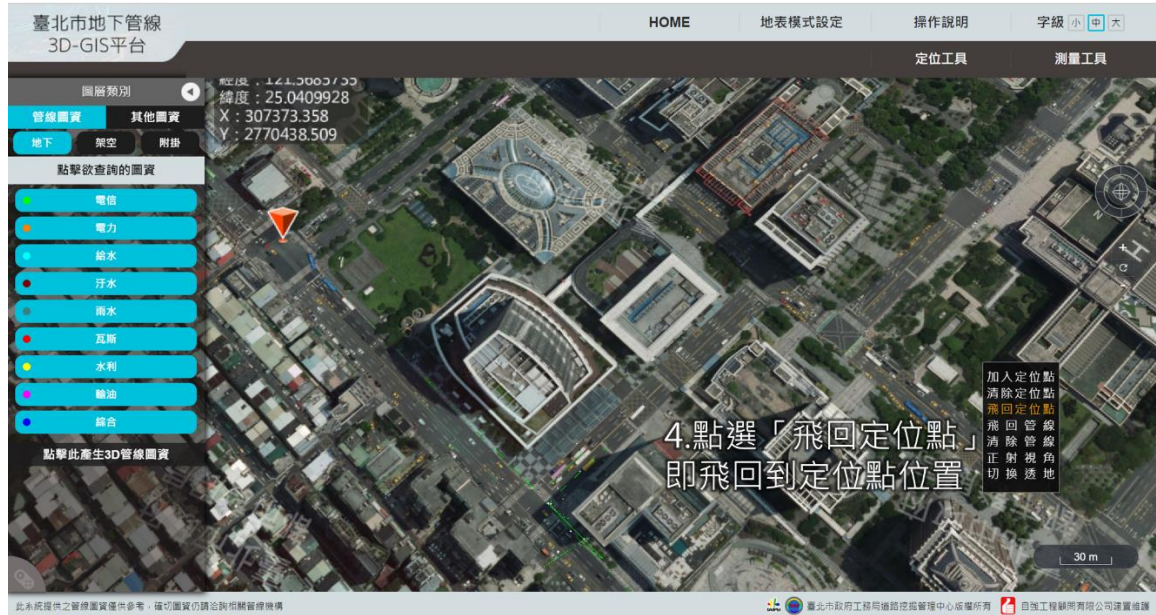 臺北市地下管線
3D-GIS平台
HOME
地表模式設定
操作說明
字級 小 中 大
定位工具
測量工具
圖層類別
管線圖資
其他圖資
地下
架空
附掛
點擊欲查詢的圖資
電信
電力
給水
汙水
雨水
瓦斯
水利
輸油
綜合
點擊此產生3D管線圖資
經度：121.5685735
緯度：25.0409928
X：307373.358
Y：2770438.509
N
加入定位點
清除定位點
飛回定位點
飛回管線
清除管線
正射視角
切換透地
4.點選「飛回定位點」
即飛回到定位點位置
30 m
此系統提供之管線圖資僅供參考，確切圖資仍請洽詢相關管線機構
臺北市政府工務局道路挖掘管理中心版權所有
自強工程顧問有限公司建置維護